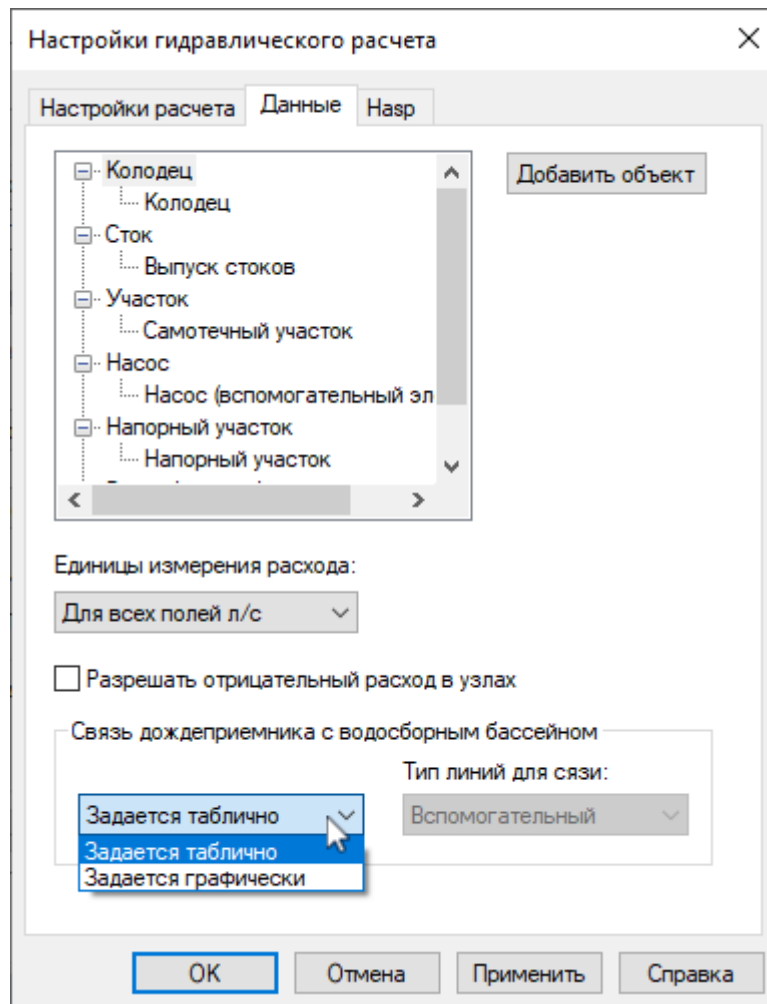 Настройки гидравлического расчета
Настройки расчета Данные Hasp
Колодец
Добавить объект
Колодец
Сток
Выпуск стоков
Участок
Самотечный участок
Насос
Насос (вспомогательный эл
Напорный участок
Напорный участок
Единицы измерения расхода:
Для всех полей л/с
Разрешать отрицательный расход в узлах
Связь дождеприемника с водосборным бассейном
Тип линий для сязи:
Задается таблично
Вспомогательный
Задается таблично
Задается графически
ОК Отмена Применить Справка